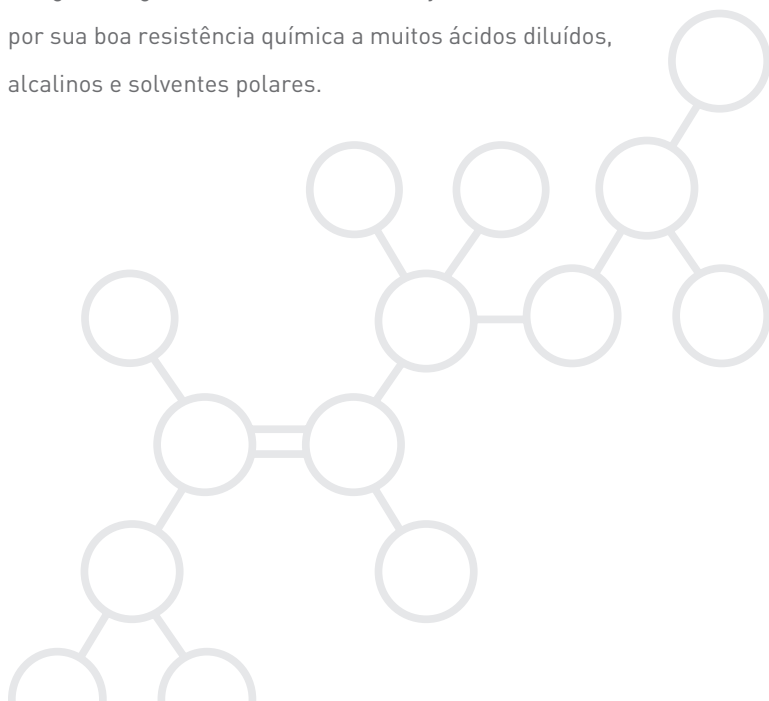 por sua boa resistência química a muitos ácidos diluídos,
alcalinos e solventes polares.